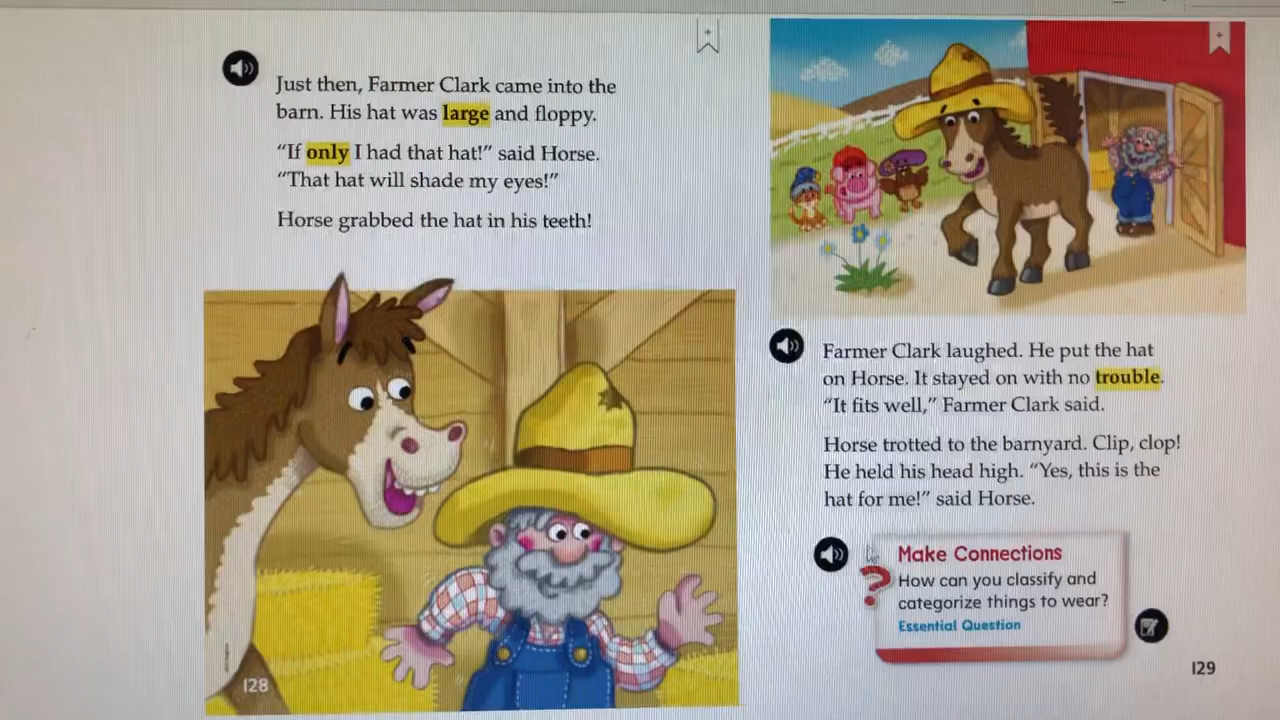 Just then, Farmer Clark came into the
barn. His hat was large and floppy.
“If only I had that hat!” said Horse.
“That hat will shade my eyes!”
Horse grabbed the hat in his teeth!
128
Farmer Clark laughed. He put the hat
on Horse. It stayed on with no trouble.
“It fits well,” Farmer Clark said.
Horse trotted to the barnyard. Clip, clop!
He held his head high. “Yes, this is the
hat for me!” said Horse.
Make Connections
? How can you classify and
categorize things to wear?
Essential Question
129